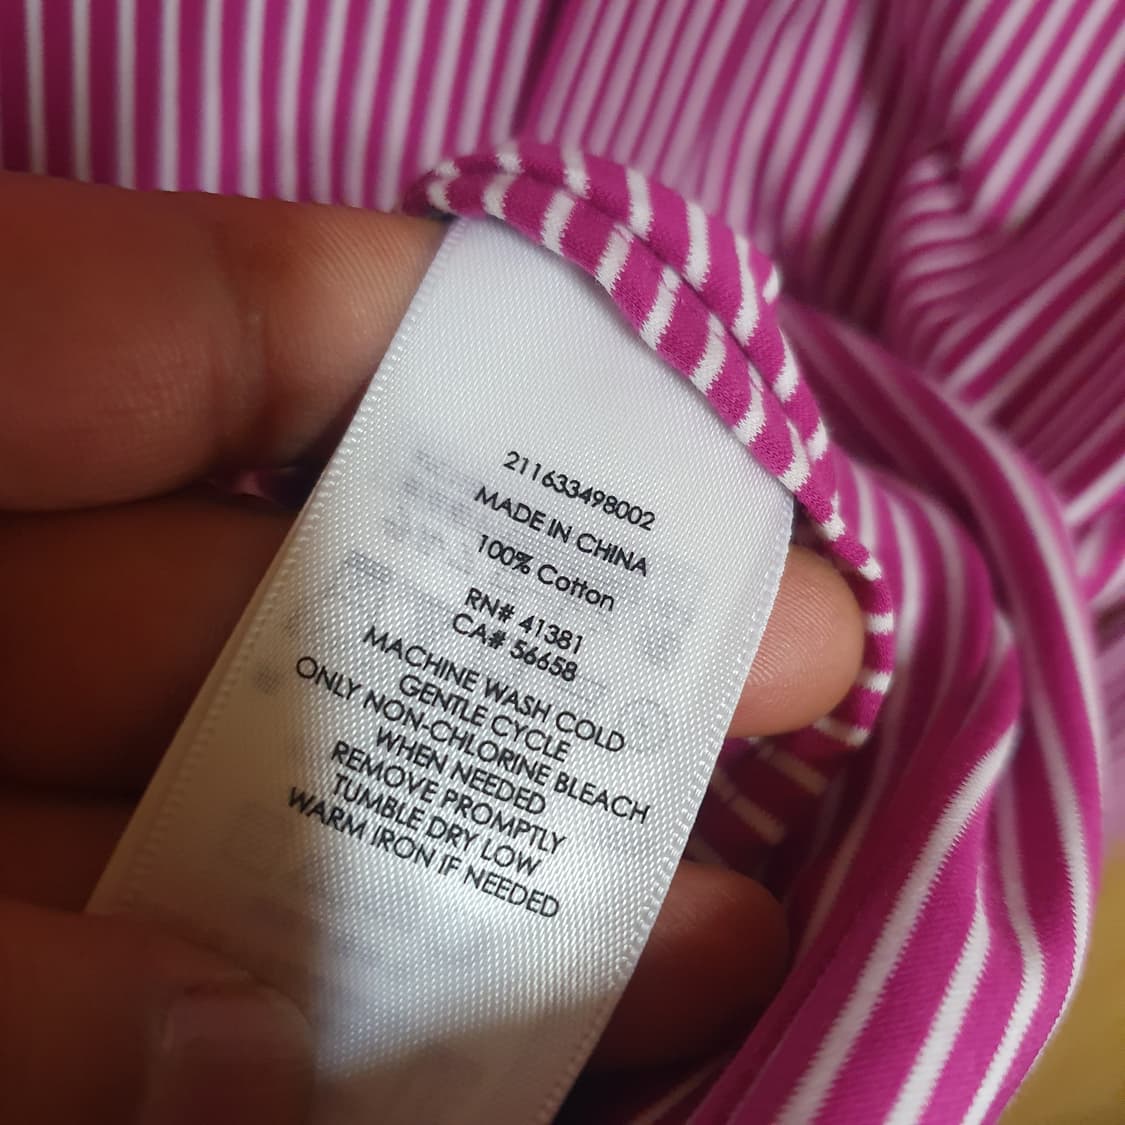 211633498002
MADE IN CHINA
100% Cotton
RN# 41381
CA# 56658
MACHINE WASH COLD
GENTLE CYCLE
ONLY NON-CHLORINE BLEACH
WHEN NEEDED
REMOVE PROMPTLY
TUMBLE DRY LOW
WARM IRON IF NEEDED